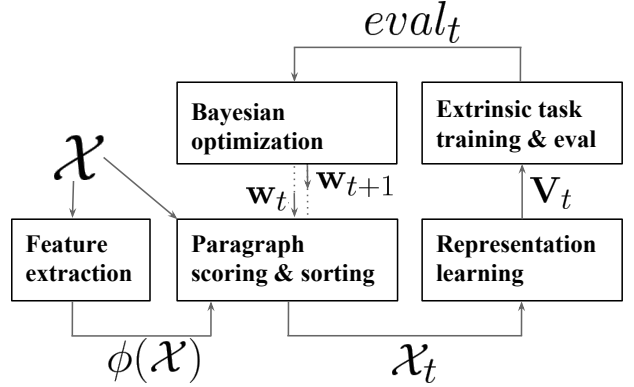 eval_t
Bayesian
optimization
Extrinsic task
training & eval
𝒳
w_t
w_{t+1}
V_t
Feature
extraction
Paragraph
scoring & sorting
Representation
learning
ϕ(𝒳)
𝒳_t